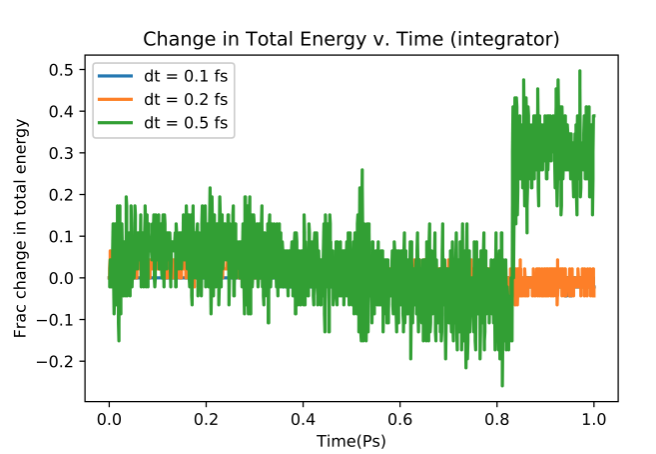 Change in Total Energy v. Time (integrator)
dt = 0.1 fs
dt = 0.2 fs
dt = 0.5 fs
Frac change in total energy
0.5
0.4
0.3
0.2
0.1
0.0
−0.1
−0.2
0.0 0.2 0.4 0.6 0.8 1.0
Time(Ps)